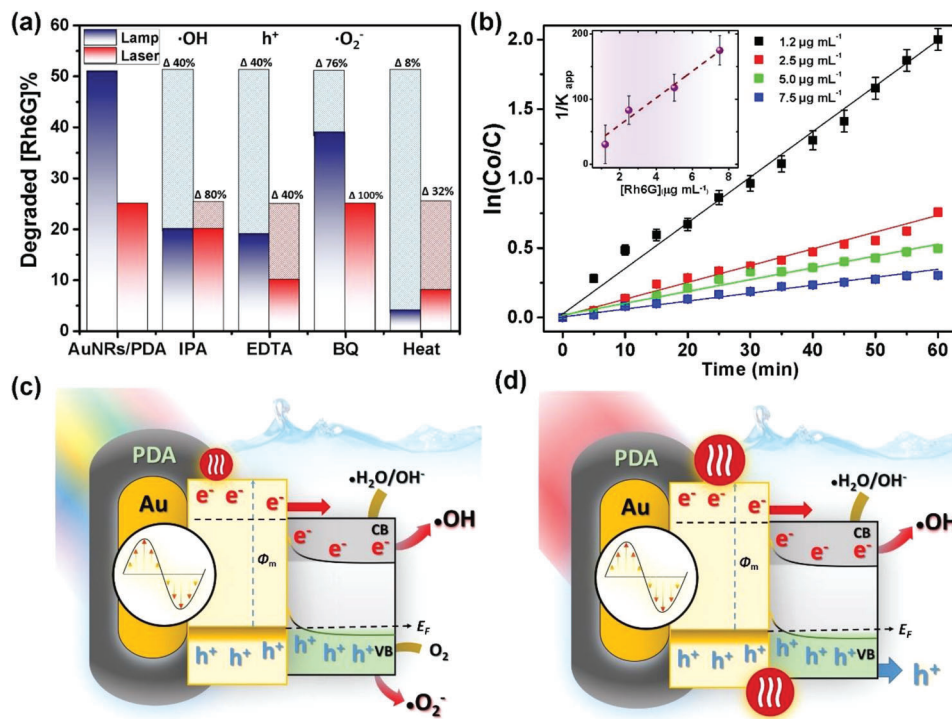 (a)
Degraded [Rh6G]%
60
50
40
30
20
10
0
Lamp
Laser
·OH
h⁺
·O₂⁻
Δ 40%
Δ 40%
Δ 76%
Δ 8%
Δ 80%
Δ 40%
Δ 100%
Δ 32%
AuNRs/PDA IPA EDTA BQ Heat
(b)
ln(Co/C)
2.0
1.5
1.0
0.5
0.0
0 10 20 30 40 50 60
Time (min)
1/K app
200
100
0
2 4 6 8
[Rh6G](µg mL⁻¹)
1.2 µg mL⁻¹
2.5 µg mL⁻¹
5.0 µg mL⁻¹
7.5 µg mL⁻¹
(c)
PDA
Au
e⁻ e⁻ e⁻
Φm
h⁺ h⁺ h⁺
•H₂O/OH⁻
CB
e⁻ e⁻ e⁻
•OH
EF
h⁺ h⁺ h⁺ VB
O₂
•O₂⁻
(d)
PDA
Au
e⁻ e⁻ e⁻
Φm
h⁺ h⁺ h⁺
•H₂O/OH⁻
CB
e⁻ e⁻ e⁻
•OH
EF
h⁺ h⁺ h⁺ VB
h⁺